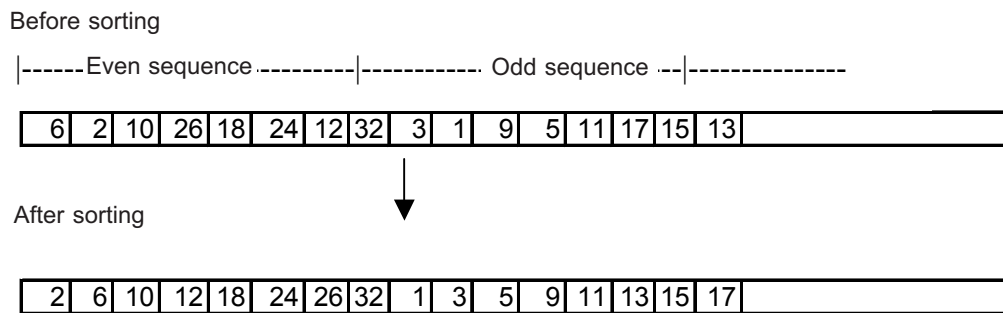 Before sorting
|------Even sequence ----------|----------- Odd sequence --|---------------
6 2 10 26 18 24 12 32 3 1 9 5 11 17 15 13
After sorting
2 6 10 12 18 24 26 32 1 3 5 9 11 13 15 17